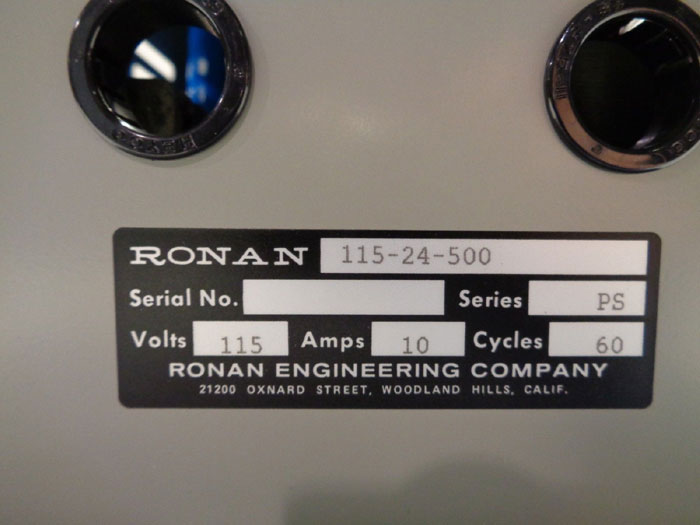 RONAN 115-24-500
Serial No. Series PS
Volts 115 Amps 10 Cycles 60
RONAN ENGINEERING COMPANY
21200 OXNARD STREET, WOODLAND HILLS, CALIF.